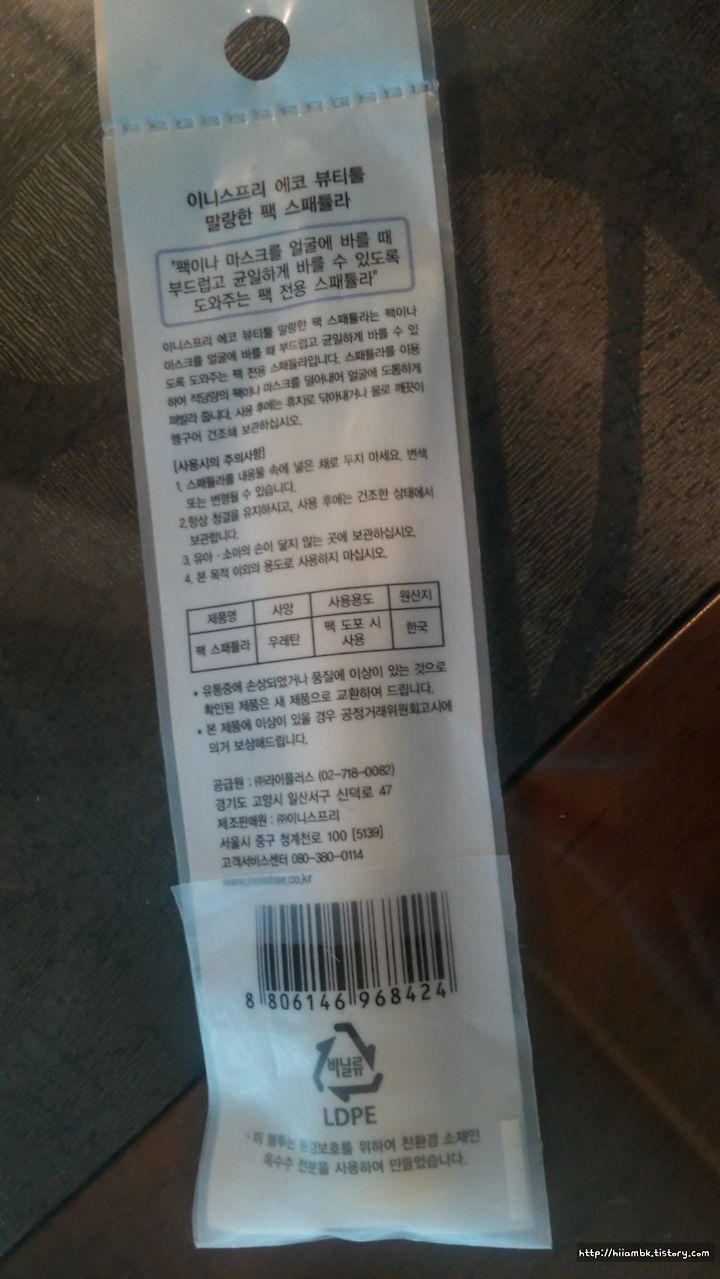 이니스프리 에코 뷰티툴
말랑한 팩 스패튤라
"팩이나 마스크를 얼굴에 바를 때
부드럽고 균일하게 바를 수 있도록
도와주는 팩 전용 스패튤라"
이니스프리 에코 뷰티툴 말랑한 팩 스패튤라는 팩이나
마스크를 얼굴에 바를 때 부드럽고 균일하게 바를 수 있
도록 도와주는 팩 전용 스패튤라입니다. 스패튤라를 이용
하여 적당량의 팩이나 마스크를 덜어내어 얼굴에 도톰하게
펴발라 줍니다. 사용 후에는 휴지로 닦아내거나 물로 깨끗이
헹구어 건조해 보관하십시오.
[사용시의 주의사항]
1. 스패튤라를 내용물 속에 넣은 채로 두지 마세요. 변색
또는 변형될 수 있습니다.
2.항상 청결을 유지하시고, 사용 후에는 건조한 상태에서
보관합니다.
3. 유아·소아의 손이 닿지 않는 곳에 보관하십시오.
4. 본 목적 이외의 용도로 사용하지 마십시오.
제품명 사양 사용용도 원산지
팩 스패튤라 우레탄 팩 도포 시 한국
사용
• 유통중에 손상되었거나 품질에 이상이 있는 것으로
확인된 제품은 새 제품으로 교환하여 드립니다.
• 본 제품에 이상이 있을 경우 공정거래위원회고시에
의거 보상해드립니다.
공급원 : ㈜라이플러스 (02-718-0082)
경기도 고양시 일산서구 신덕로 47
제조판매원 : ㈜이니스프리
서울시 중구 청계천로 100 [5139]
고객서비스센터 080-380-0114
www.innisfree.co.kr
8 806146 968424
비닐류
LDPE
· 이 봉투는 환경보호를 위하여 친환경 소재인
옥수수 전분을 사용하여 만들었습니다.
http://hiiambk.tistory.com